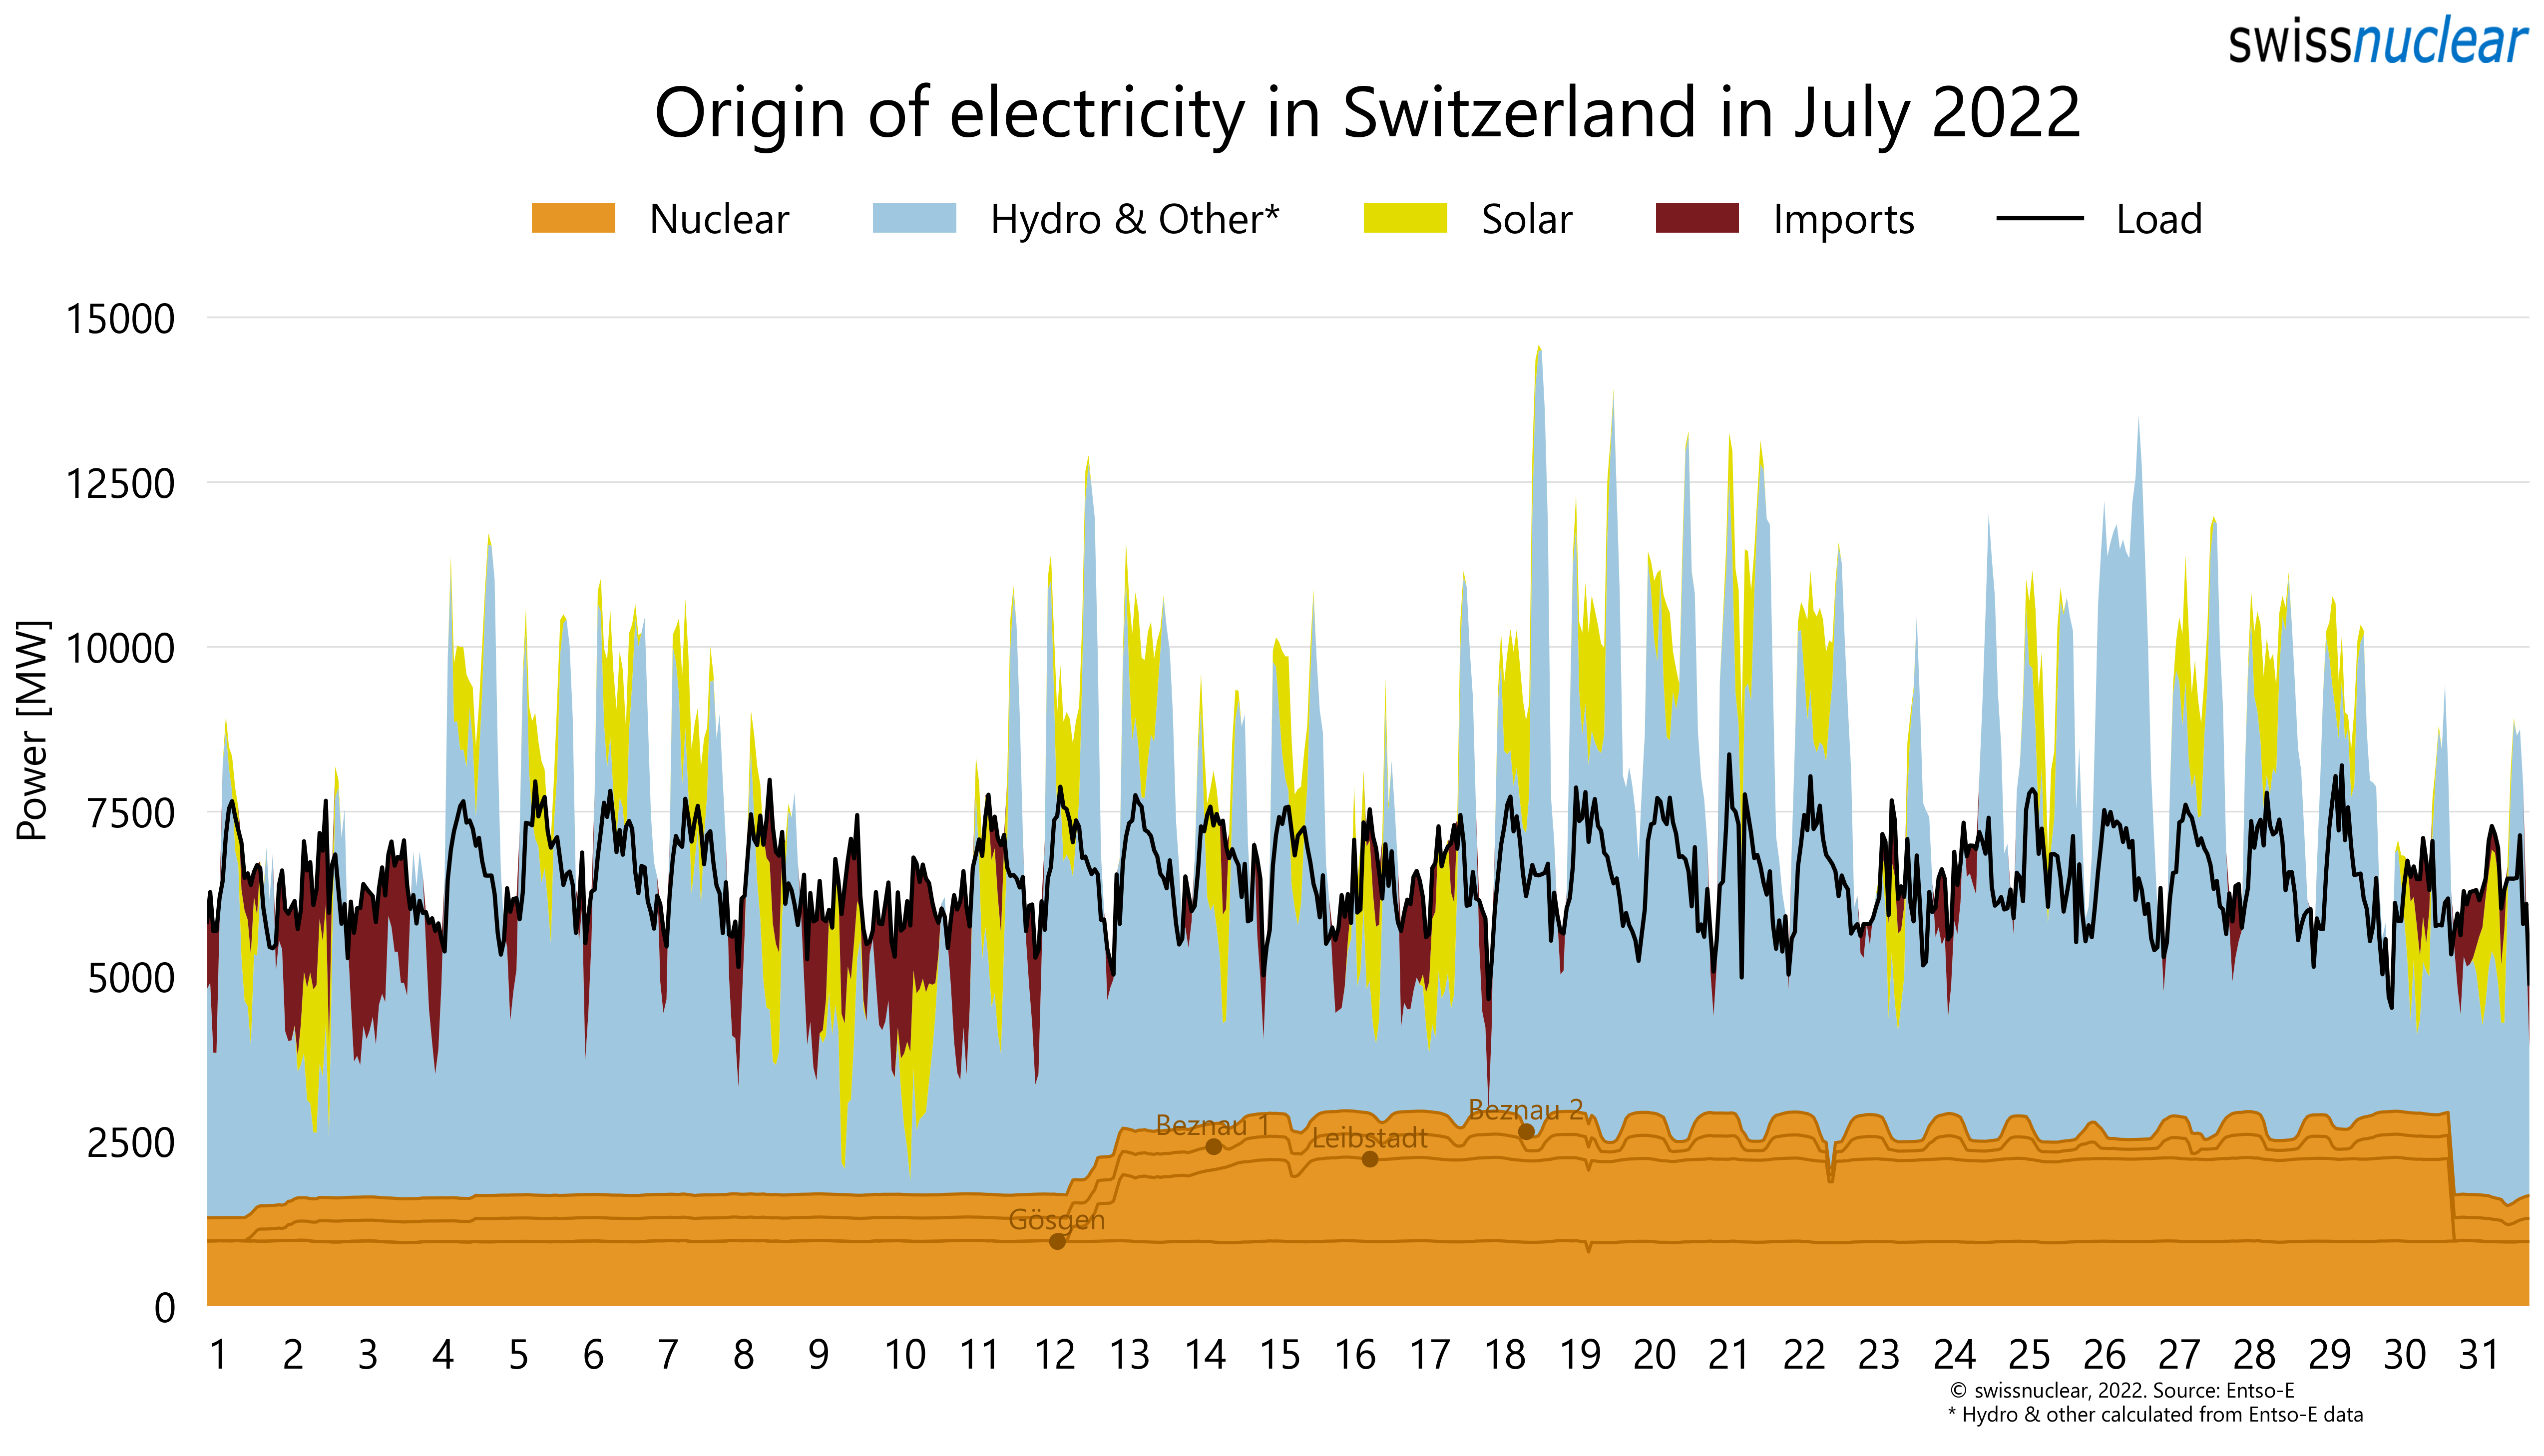 swissnuclear
Origin of electricity in Switzerland in July 2022
Nuclear Hydro & Other* Solar Imports Load
Power [MW]
15000
12500
10000
7500
5000
2500
0
Beznau 2
Beznau 1
Leibstadt
Gösgen
1 2 3 4 5 6 7 8 9 10 11 12 13 14 15 16 17 18 19 20 21 22 23 24 25 26 27 28 29 30 31
© swissnuclear, 2022. Source: Entso-E
* Hydro & other calculated from Entso-E data